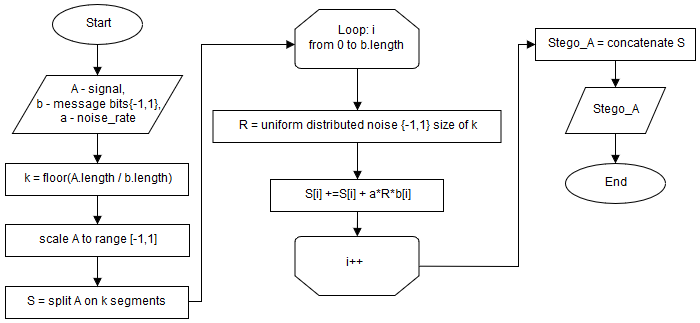 Start
A - signal,
b - message bits{-1,1},
a - noise_rate
k = floor(A.length / b.length)
scale A to range [-1,1]
S = split A on k segments
Loop: i
from 0 to b.length
R = uniform distributed noise {-1,1} size of k
S[i] +=S[i] + a*R*b[i]
i++
Stego_A = concatenate S
Stego_A
End